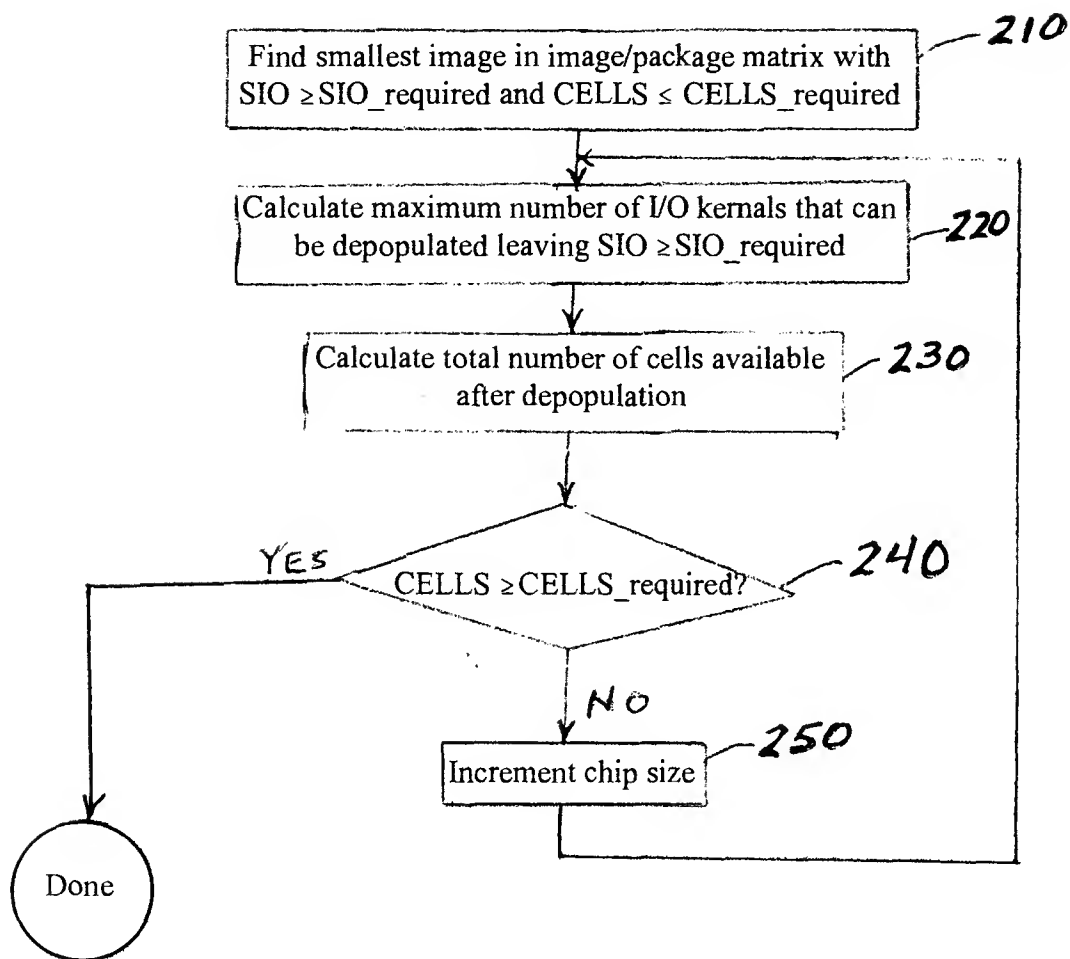 210
Find smallest image in image/package matrix with
SIO ≥SIO_required and CELLS ≤ CELLS_required
Calculate maximum number of I/O kernals that can
be depopulated leaving SIO ≥SIO_required
220
Calculate total number of cells available
after depopulation
230
YES
CELLS ≥CELLS_required?
240
NO
250
Increment chip size
Done